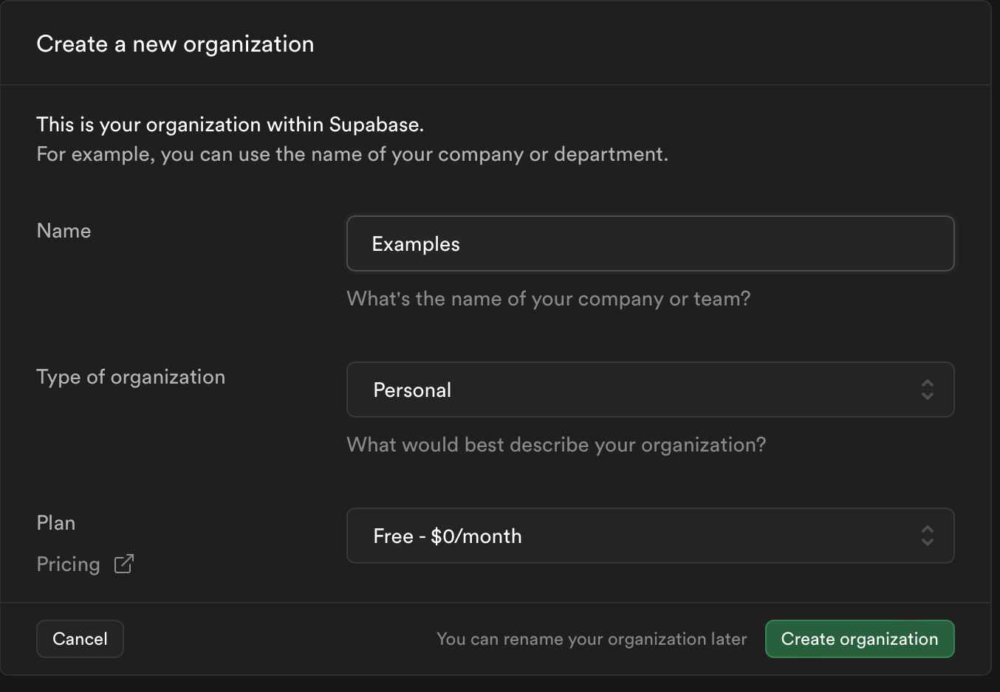 Create a new organization
This is your organization within Supabase.
For example, you can use the name of your company or department.
Name
Examples
What's the name of your company or team?
Type of organization
Personal
What would best describe your organization?
Plan
Pricing
Free - $0/month
Cancel
You can rename your organization later
Create organization